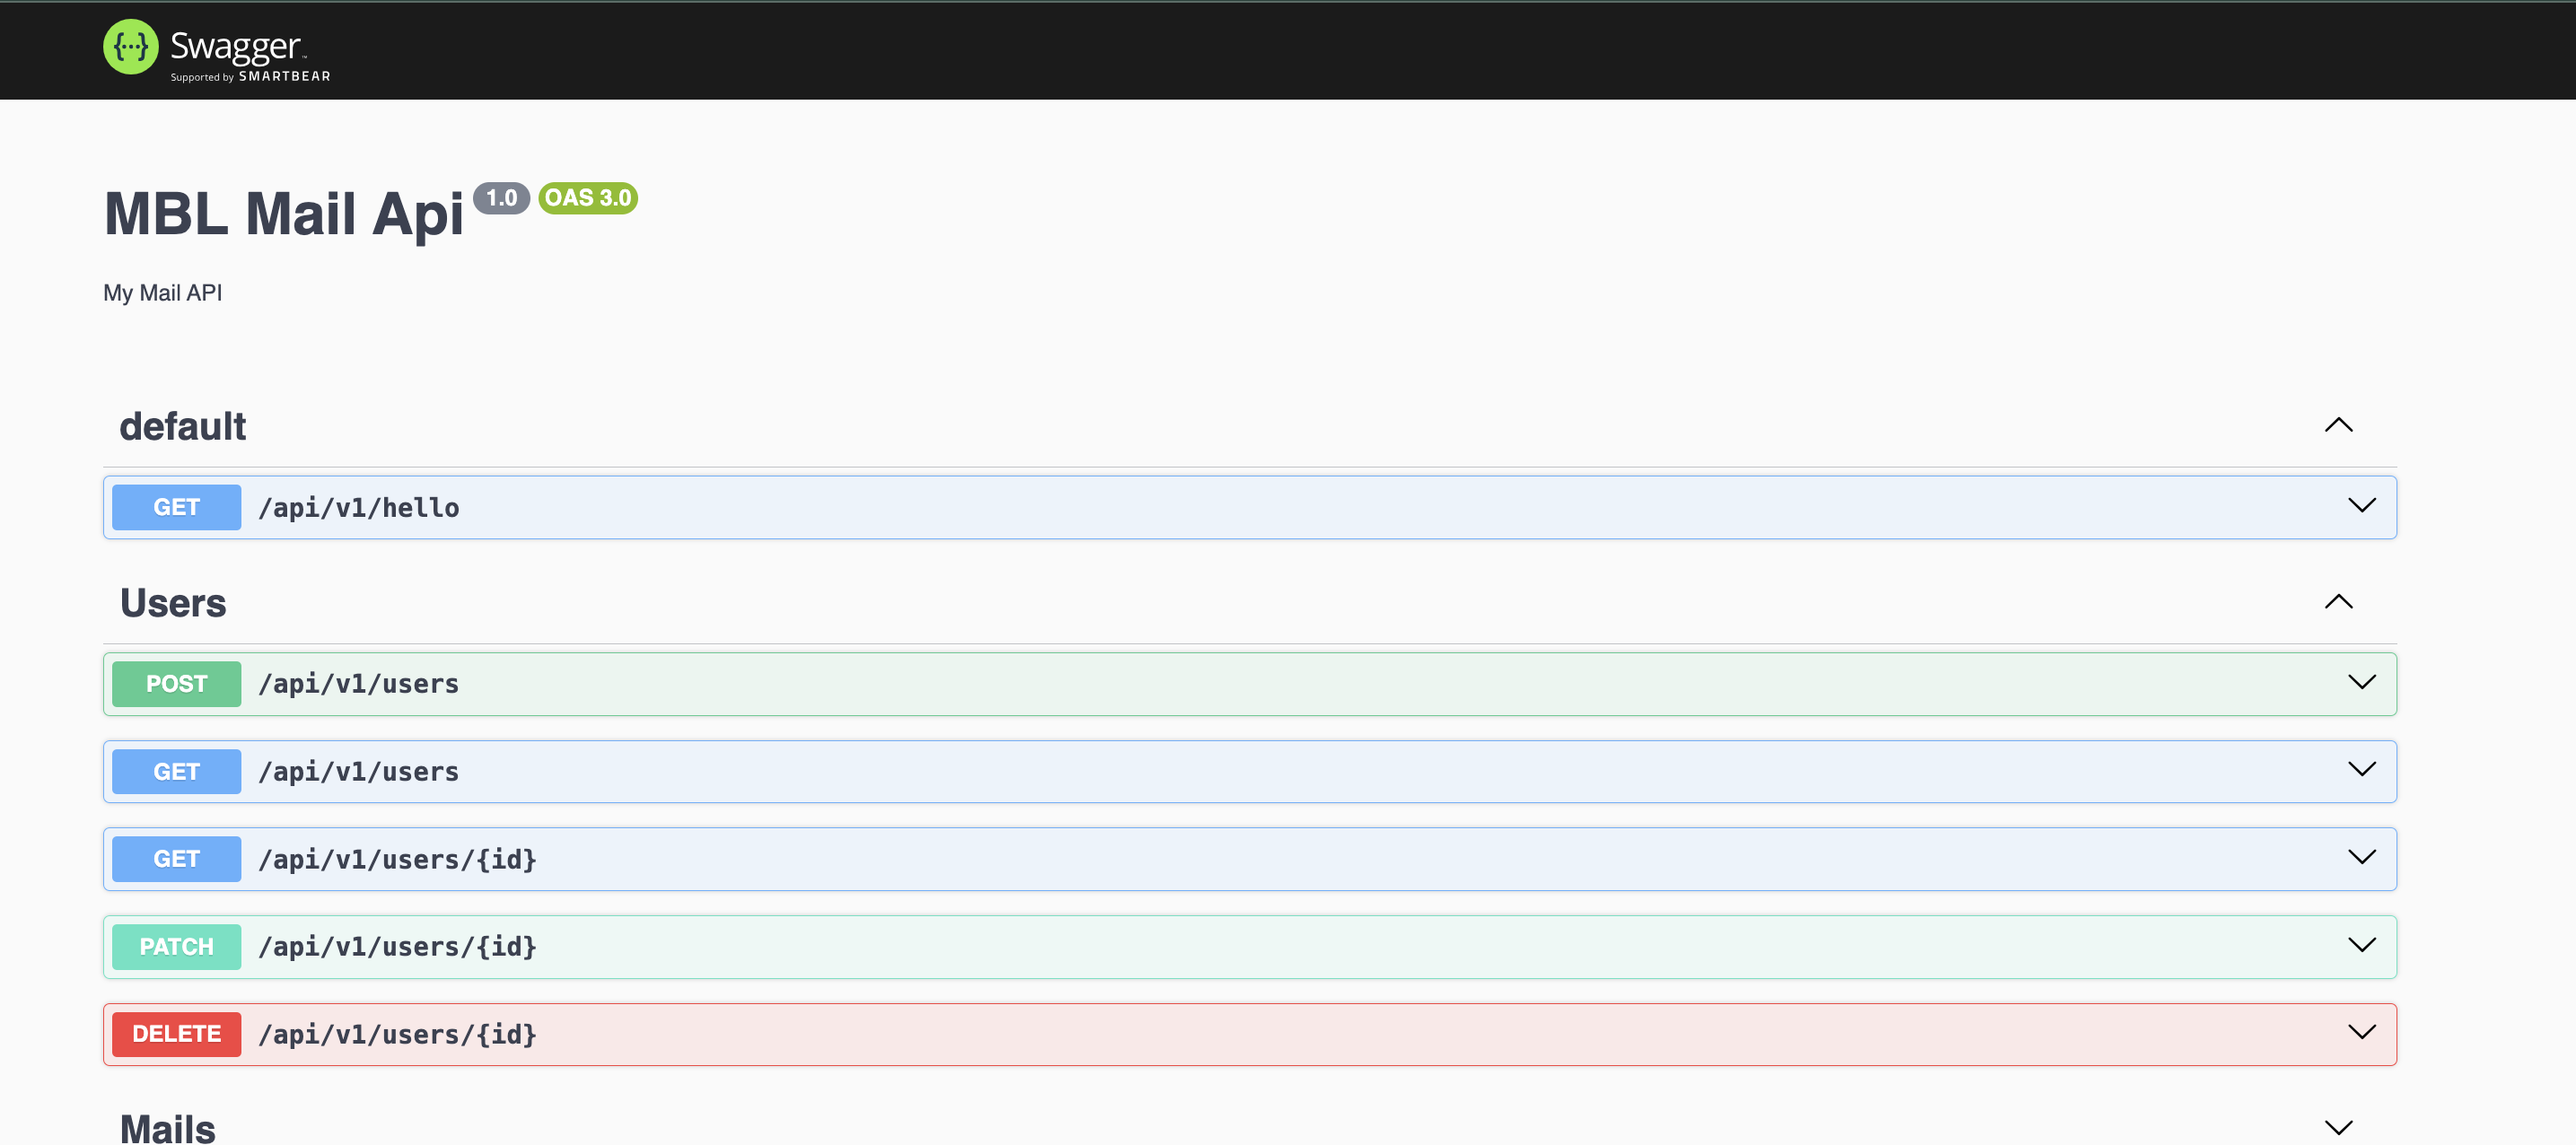 {···} Swagger™
Supported by SMARTBEAR
MBL Mail Api 1.0 OAS 3.0
My Mail API
default
GET /api/v1/hello
Users
POST /api/v1/users
GET /api/v1/users
GET /api/v1/users/{id}
PATCH /api/v1/users/{id}
DELETE /api/v1/users/{id}
Mails